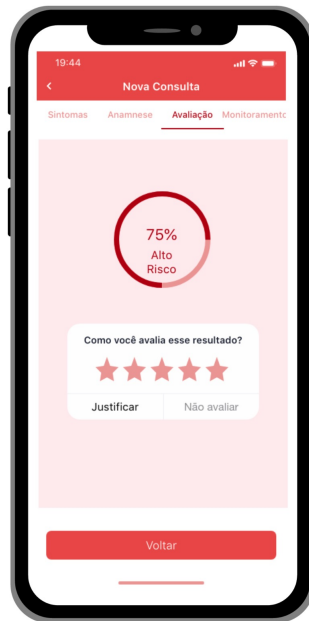 19:44
Nova Consulta
Sintomas Anamnese Avaliação Monitoramento
75%
Alto
Risco
Como você avalia esse resultado?
Justificar Não avaliar
Voltar